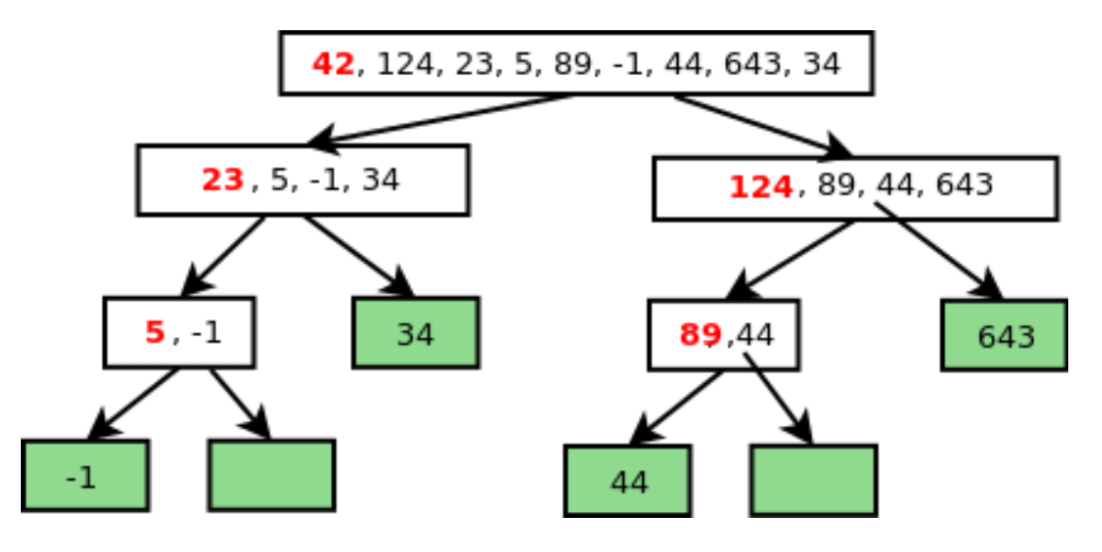 42, 124, 23, 5, 89, -1, 44, 643, 34
23, 5, -1, 34
124, 89, 44, 643
5, -1
34
89,44
643
-1
44